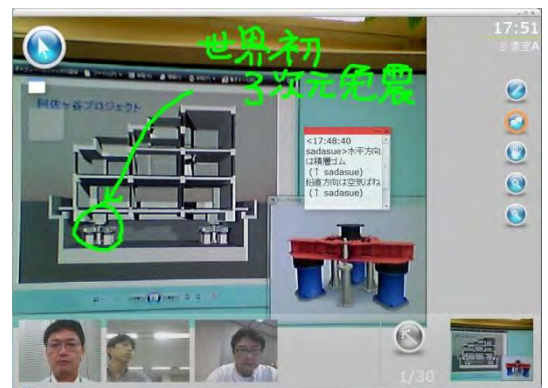 17:51
会議室A
世界初
3次元免震
阿佐ヶ谷プロジェクト
<17:48:40
sadasue>水平方向
は積層ゴム
(↑ sadasue)
鉛直方向は空気ばね
(↑ sadasue)
1/30